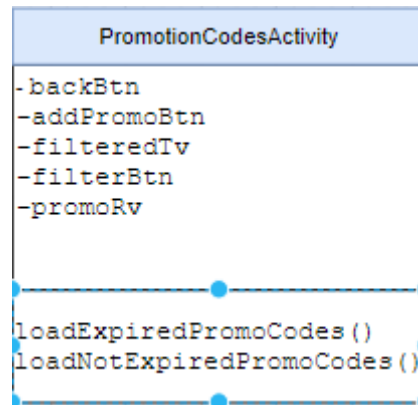 PromotionCodesActivity
-backBtn
-addPromoBtn
-filteredTv
-filterBtn
-promoRv
loadExpiredPromoCodes()
loadNotExpiredPromoCodes()